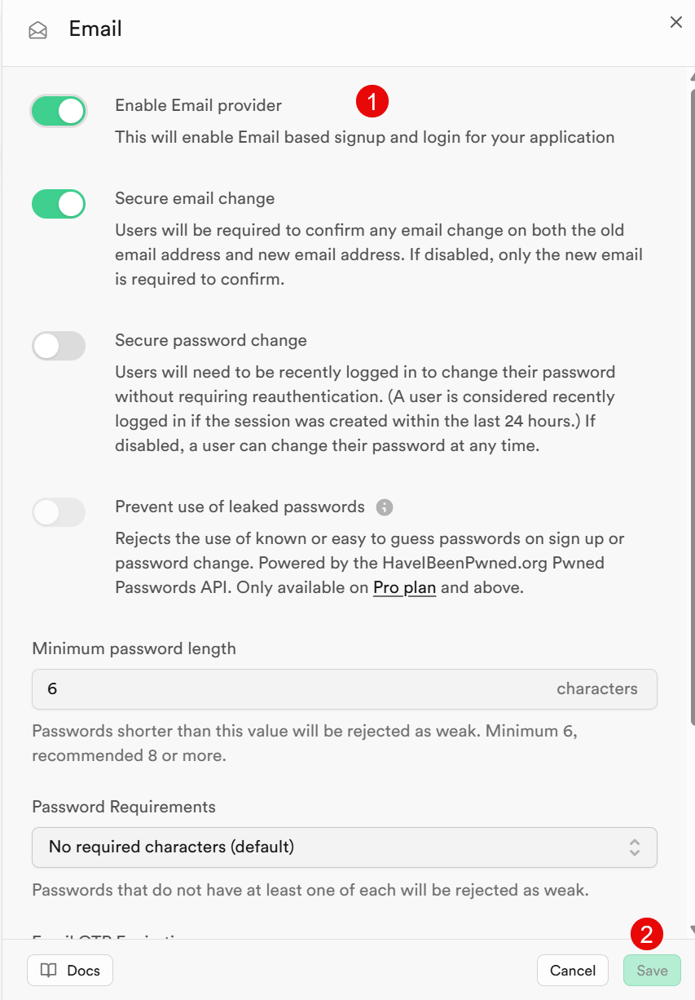 Email
Enable Email provider
1
This will enable Email based signup and login for your application
Secure email change
Users will be required to confirm any email change on both the old
email address and new email address. If disabled, only the new email
is required to confirm.
Secure password change
Users will need to be recently logged in to change their password
without requiring reauthentication. (A user is considered recently
logged in if the session was created within the last 24 hours.) If
disabled, a user can change their password at any time.
Prevent use of leaked passwords
Rejects the use of known or easy to guess passwords on sign up or
password change. Powered by the HaveIBeenPwned.org Pwned
Passwords API. Only available on Pro plan and above.
Minimum password length
6 characters
Passwords shorter than this value will be rejected as weak. Minimum 6,
recommended 8 or more.
Password Requirements
No required characters (default)
Passwords that do not have at least one of each will be rejected as weak.
2
Docs
Cancel
Save